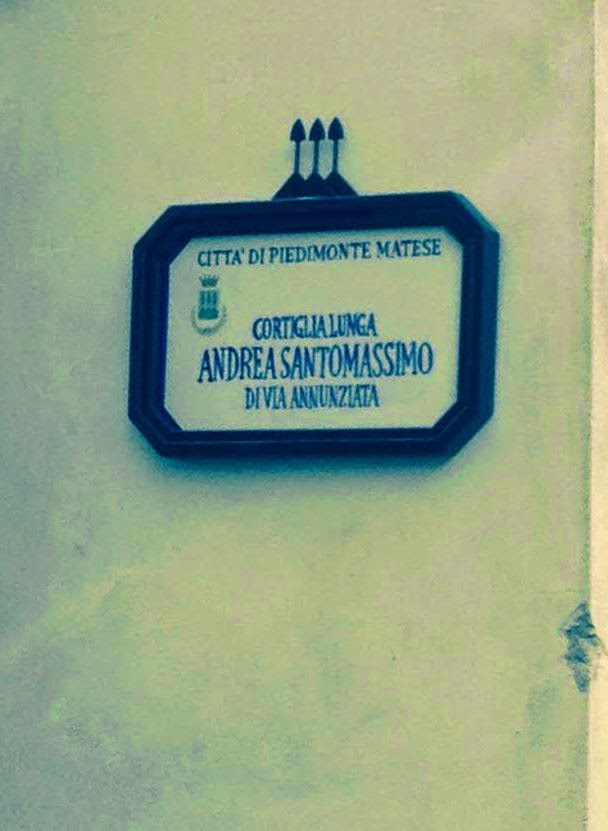 CITTA' DI PIEDIMONTE MATESE
CORTIGLIA LUNGA
ANDREA SANTOMASSIMO
DI VIA ANNUNZIATA